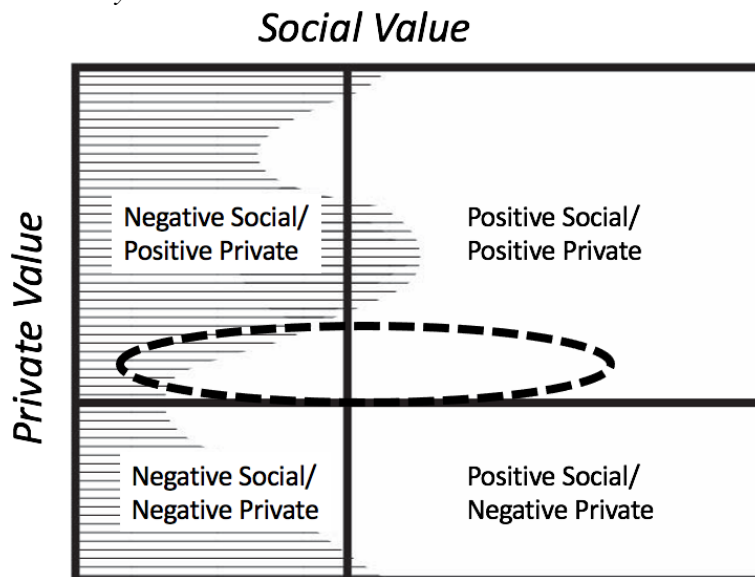 Social Value
Private Value
Negative Social/
Positive Private
Positive Social/
Positive Private
Negative Social/
Negative Private
Positive Social/
Negative Private